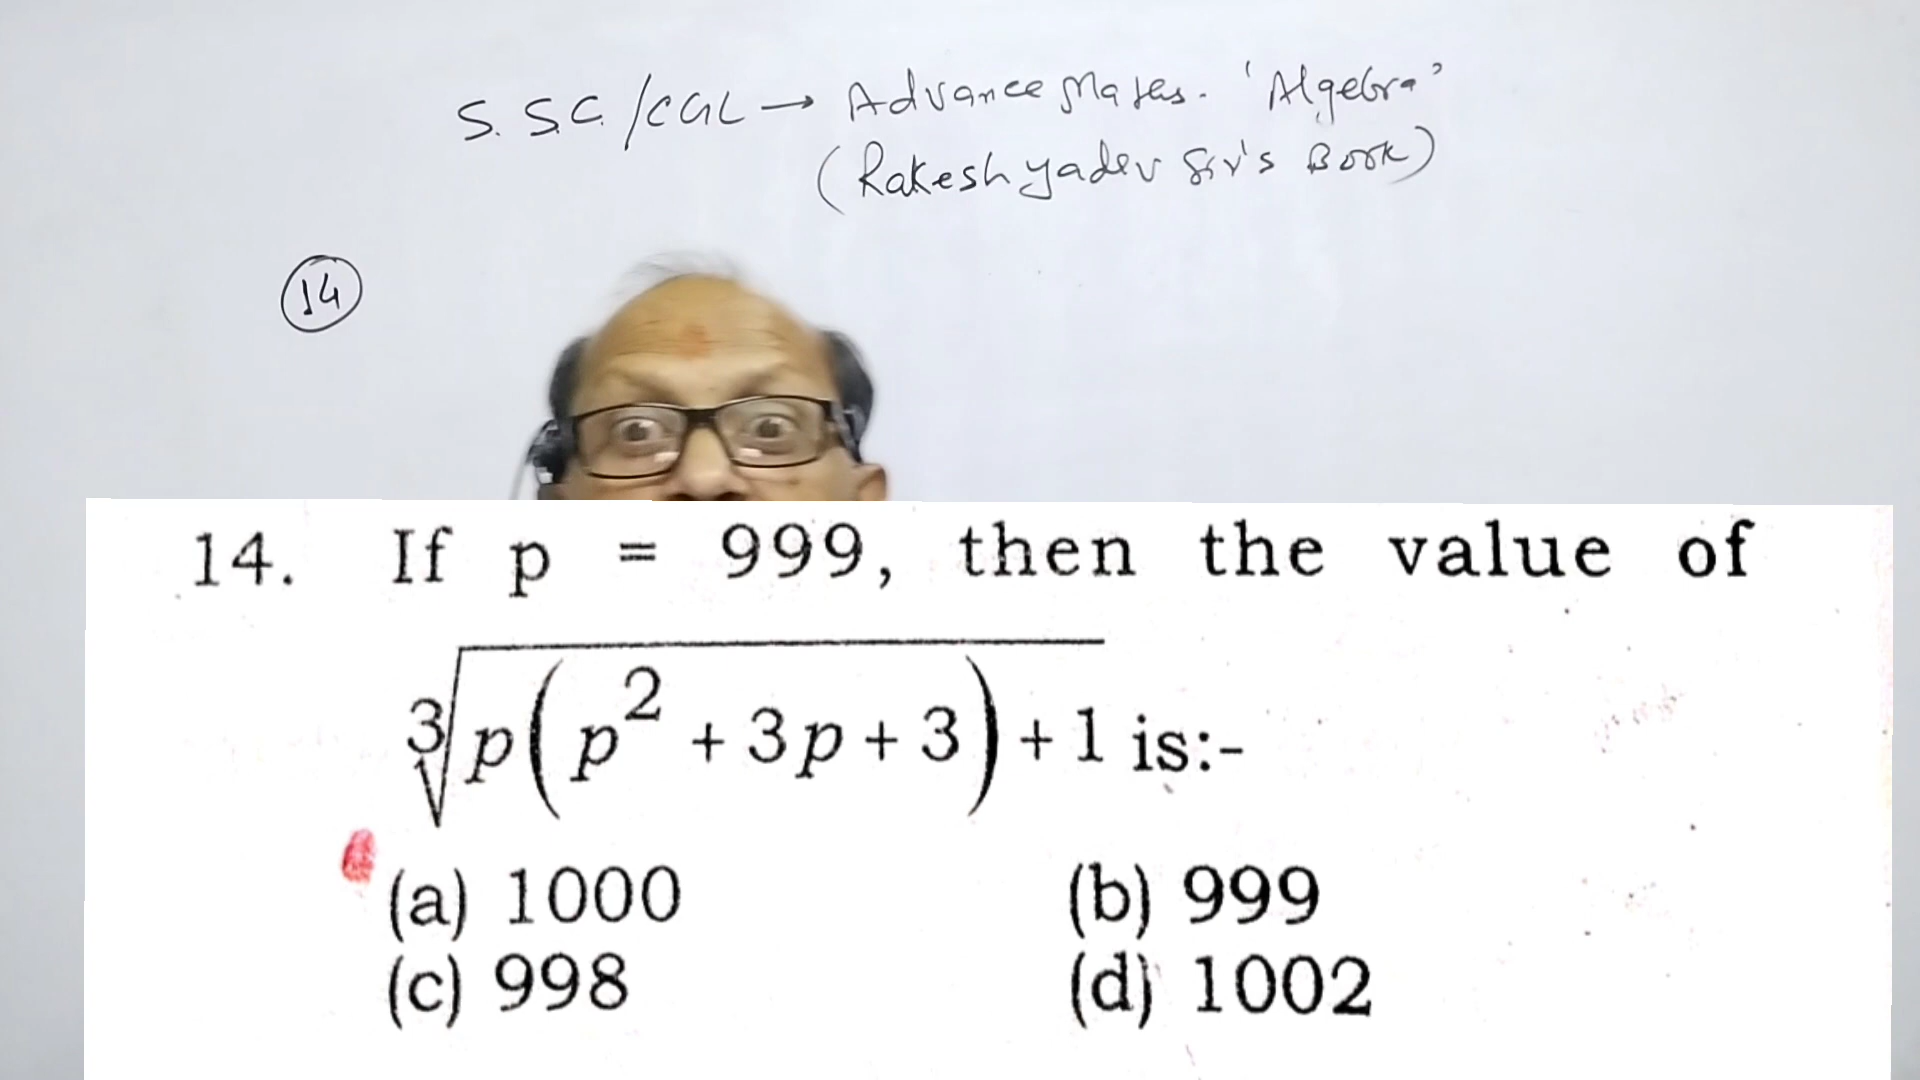 S.S.C./CGL → Advance Maths. 'Algebra'
(Rakesh yadev Sir's Book)
14
14. If p = 999, then the value of
∛(p(p² + 3p + 3) + 1) is:-
(a) 1000 (b) 999
(c) 998 (d) 1002